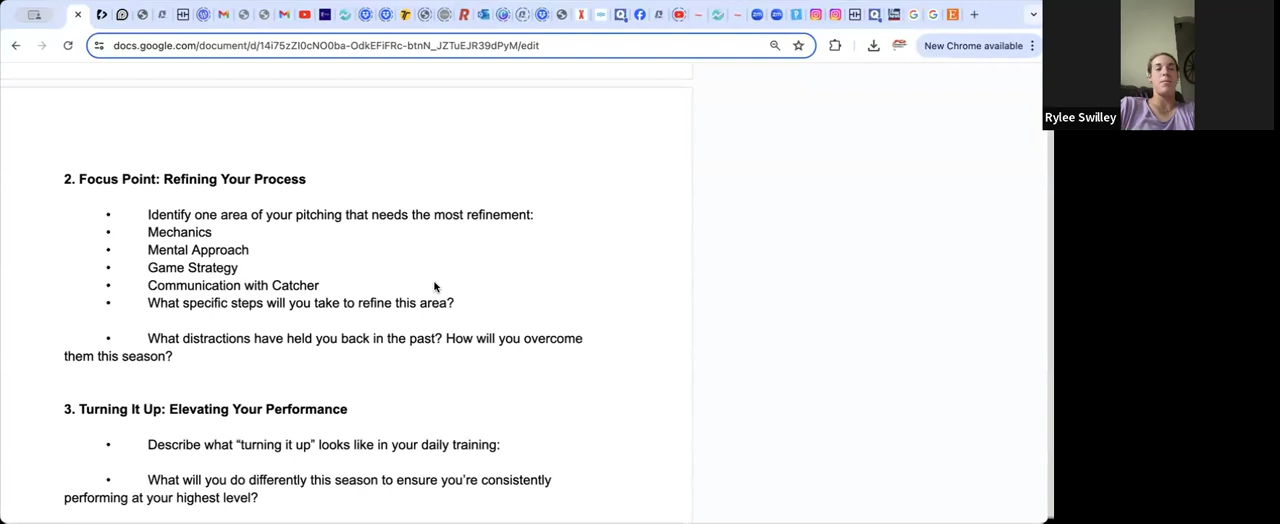 docs.google.com/document/d/14i75zZl0cNO0ba-OdkEFiFRc-btnN_JZTuEJR39dPyM/edit
New Chrome available
Rylee Swilley
2. Focus Point: Refining Your Process
• Identify one area of your pitching that needs the most refinement:
• Mechanics
• Mental Approach
• Game Strategy
• Communication with Catcher
• What specific steps will you take to refine this area?
• What distractions have held you back in the past? How will you overcome
them this season?
3. Turning It Up: Elevating Your Performance
• Describe what “turning it up” looks like in your daily training:
• What will you do differently this season to ensure you’re consistently
performing at your highest level?